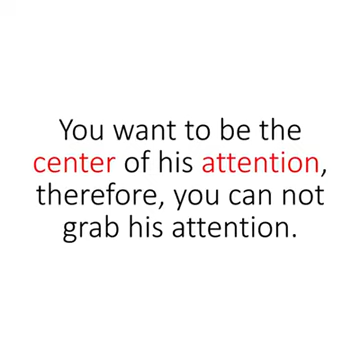 You want to be the
center of his attention,
therefore, you can not
grab his attention.